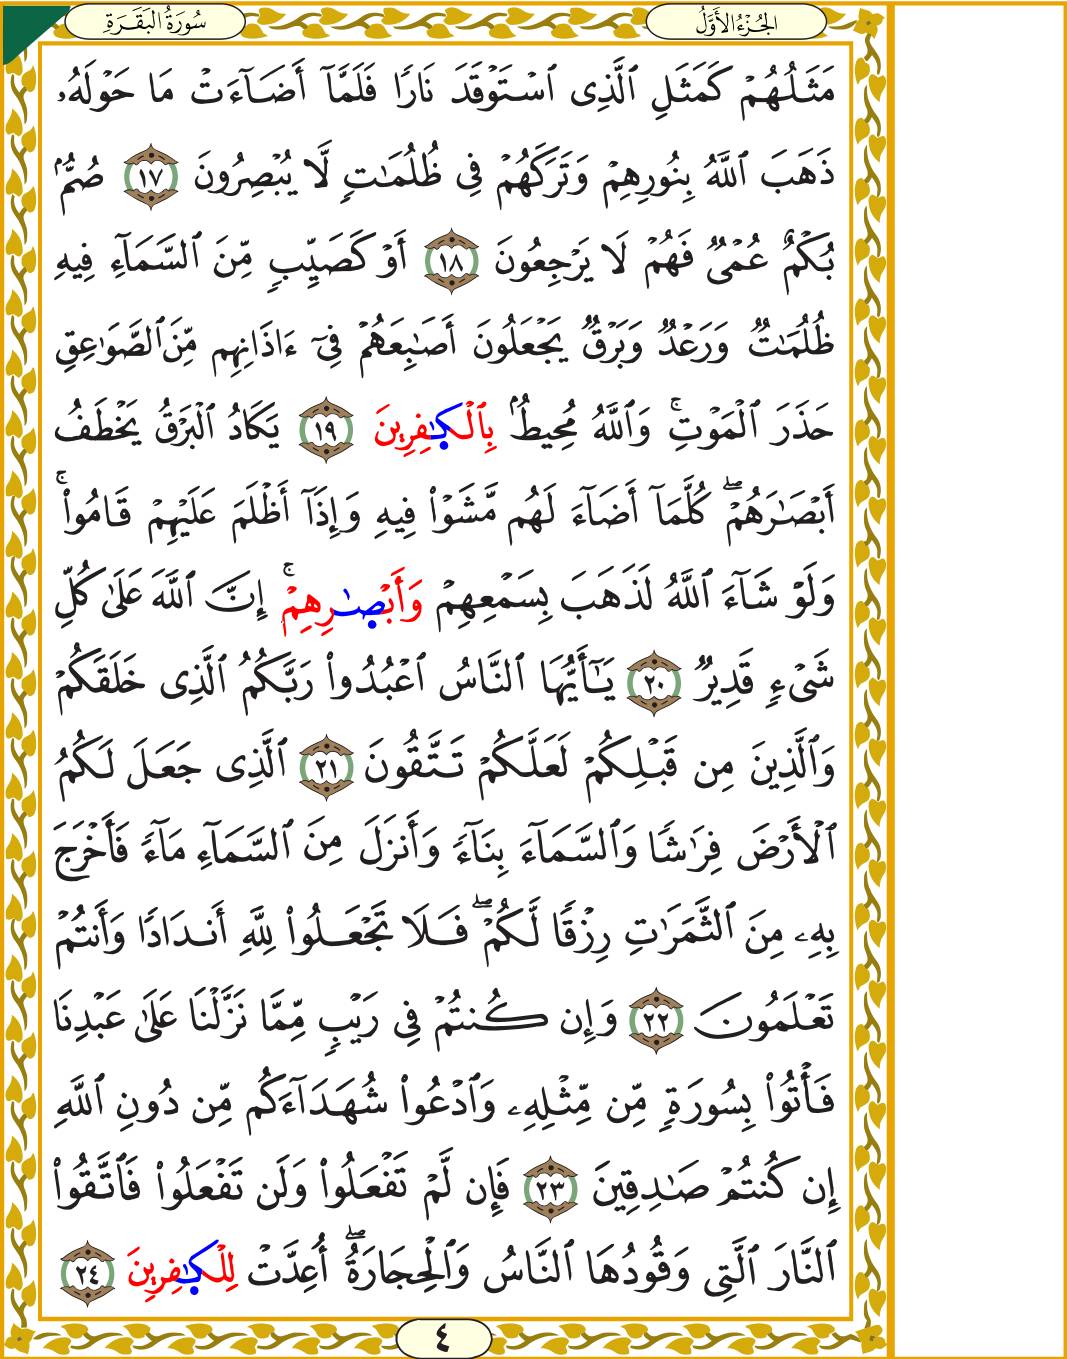 الجُزْءُ الأَوَّلُ
سُورَةُ البَقَرَةِ
مَثَلُهُمْ كَمَثَلِ ٱلَّذِى ٱسْتَوْقَدَ نَارًا فَلَمَّآ أَضَآءَتْ مَا حَوْلَهُۥ
ذَهَبَ ٱللَّهُ بِنُورِهِمْ وَتَرَكَهُمْ فِى ظُلُمَٰتٍ لَّا يُبْصِرُونَ ١٧ صُمٌّۢ
بُكْمٌ عُمْىٌ فَهُمْ لَا يَرْجِعُونَ ١٨ أَوْ كَصَيِّبٍ مِّنَ ٱلسَّمَآءِ فِيهِ
ظُلُمَٰتٌ وَرَعْدٌ وَبَرْقٌ يَجْعَلُونَ أَصَٰبِعَهُمْ فِىٓ ءَاذَانِهِم مِّنَ ٱلصَّوَٰعِقِ
حَذَرَ ٱلْمَوْتِ ۚ وَٱللَّهُ مُحِيطٌۢ بِٱلْكَٰفِرِينَ ١٩ يَكَادُ ٱلْبَرْقُ يَخْطَفُ
أَبْصَٰرَهُمْ ۖ كُلَّمَآ أَضَآءَ لَهُم مَّشَوْا۟ فِيهِ وَإِذَآ أَظْلَمَ عَلَيْهِمْ قَامُوا۟ ۚ
وَلَوْ شَآءَ ٱللَّهُ لَذَهَبَ بِسَمْعِهِمْ وَأَبْصَٰرِهِمْ ۚ إِنَّ ٱللَّهَ عَلَىٰ كُلِّ
شَىْءٍ قَدِيرٌ ٢٠ يَٰٓأَيُّهَا ٱلنَّاسُ ٱعْبُدُوا۟ رَبَّكُمُ ٱلَّذِى خَلَقَكُمْ
وَٱلَّذِينَ مِن قَبْلِكُمْ لَعَلَّكُمْ تَتَّقُونَ ٢١ ٱلَّذِى جَعَلَ لَكُمُ
ٱلْأَرْضَ فِرَٰشًا وَٱلسَّمَآءَ بِنَآءً وَأَنزَلَ مِنَ ٱلسَّمَآءِ مَآءً فَأَخْرَجَ
بِهِۦ مِنَ ٱلثَّمَرَٰتِ رِزْقًا لَّكُمْ ۖ فَلَا تَجْعَلُوا۟ لِلَّهِ أَندَادًا وَأَنتُمْ
تَعْلَمُونَ ٢٢ وَإِن كُنتُمْ فِى رَيْبٍ مِّمَّا نَزَّلْنَا عَلَىٰ عَبْدِنَا
فَأْتُوا۟ بِسُورَةٍ مِّن مِّثْلِهِۦ وَٱدْعُوا۟ شُهَدَآءَكُم مِّن دُونِ ٱللَّهِ
إِن كُنتُمْ صَٰدِقِينَ ٢٣ فَإِن لَّمْ تَفْعَلُوا۟ وَلَن تَفْعَلُوا۟ فَٱتَّقُوا۟
ٱلنَّارَ ٱلَّتِى وَقُودُهَا ٱلنَّاسُ وَٱلْحِجَارَةُ ۖ أُعِدَّتْ لِلْكَٰفِرِينَ ٢٤
٤